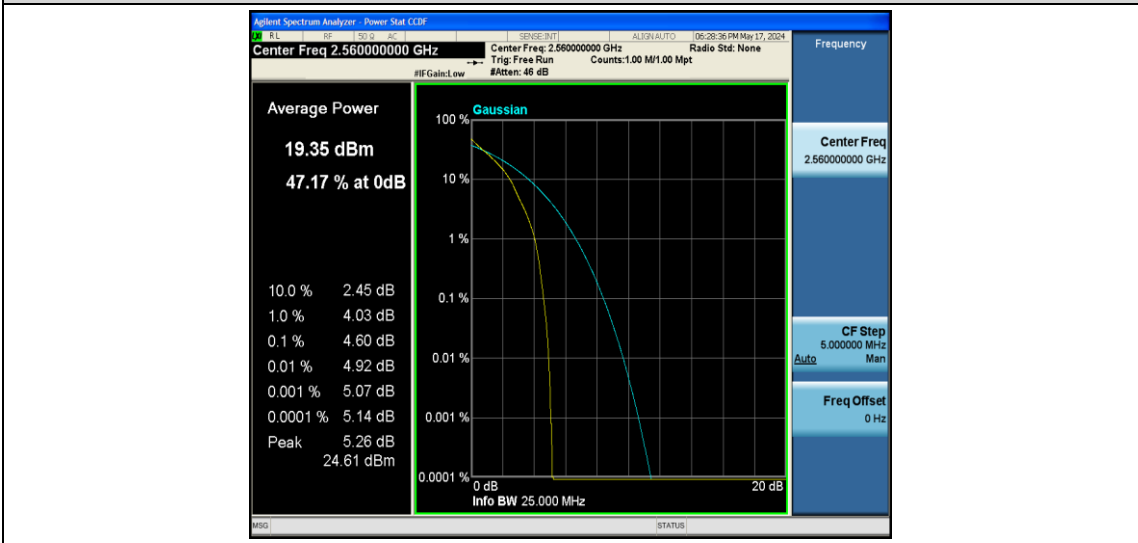 Agilent Spectrum Analyzer - Power Stat CCDF
LXI RL RF 50 Ω AC SENSE:INT ALIGN AUTO 06:28:36 PM May 17, 2024
Center Freq 2.560000000 GHz
Center Freq: 2.560000000 GHz Radio Std: None
Trig: Free Run Counts:1.00 M/1.00 Mpt
#IFGain:Low #Atten: 46 dB
Frequency
Average Power
19.35 dBm
47.17 % at 0dB
10.0 % 2.45 dB
1.0 % 4.03 dB
0.1 % 4.60 dB
0.01 % 4.92 dB
0.001 % 5.07 dB
0.0001 % 5.14 dB
Peak 5.26 dB
24.61 dBm
Gaussian
100 %
10 %
1 %
0.1 %
0.01 %
0.001 %
0.0001 %
0 dB 20 dB
Info BW 25.000 MHz
Center Freq
2.560000000 GHz
CF Step
5.000000 MHz
Auto Man
Freq Offset
0 Hz
MSG STATUS